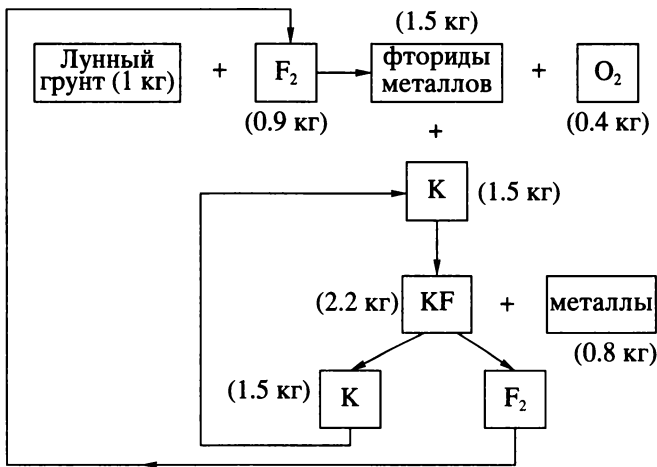 (1.5 кг)
Лунный
грунт (1 кг)
+
F₂
фториды
металлов
+
O₂
(0.9 кг)
(0.4 кг)
+
K
(1.5 кг)
(2.2 кг)
KF
+
металлы
(0.8 кг)
(1.5 кг)
K
F₂